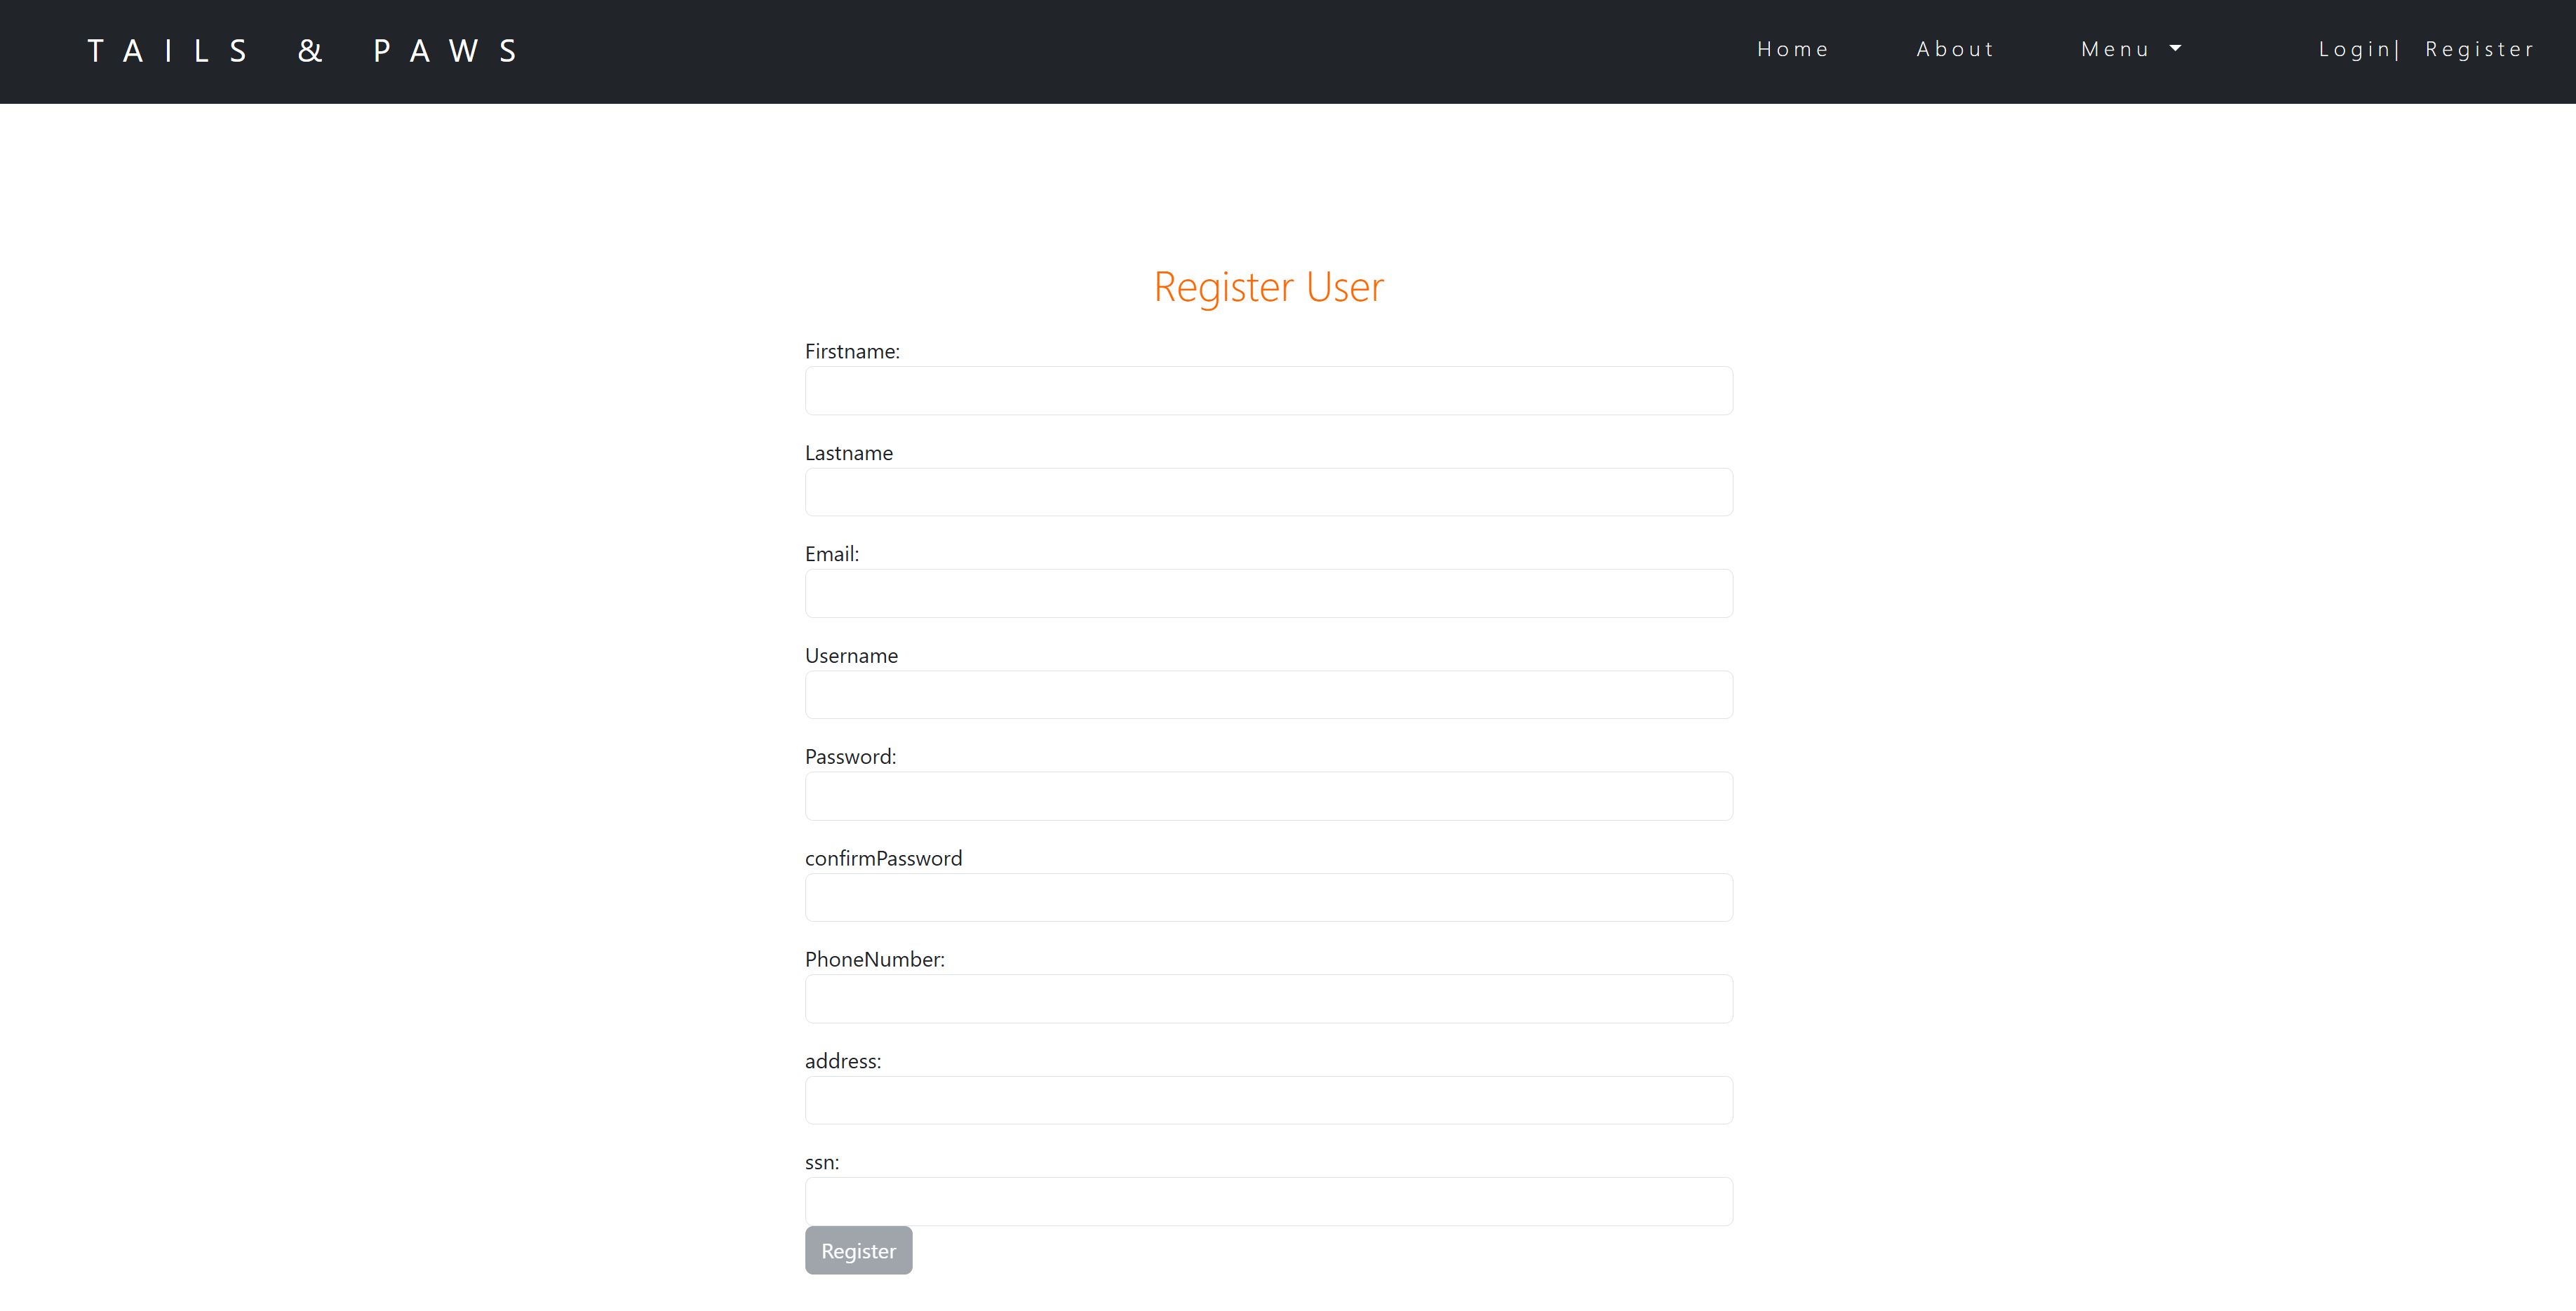 TAILS & PAWS Home About Menu Login| Register
Register User
Firstname:
Lastname
Email:
Username
Password:
confirmPassword
PhoneNumber:
address:
ssn:
Register